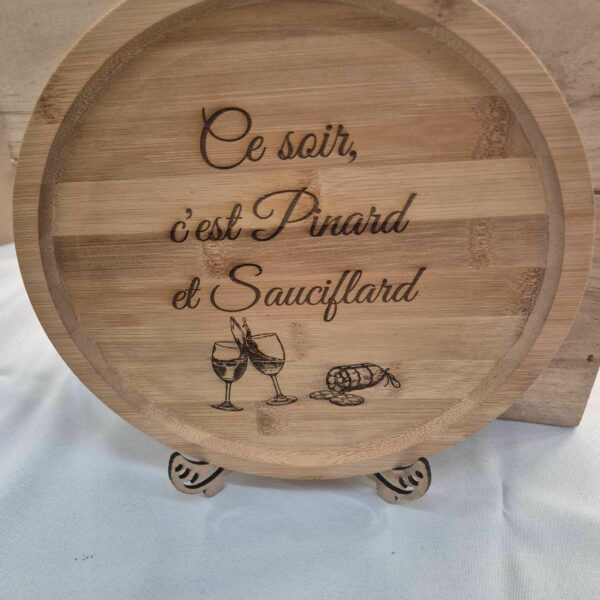 Ce soir,
c'est Pinard
et Sauciflard